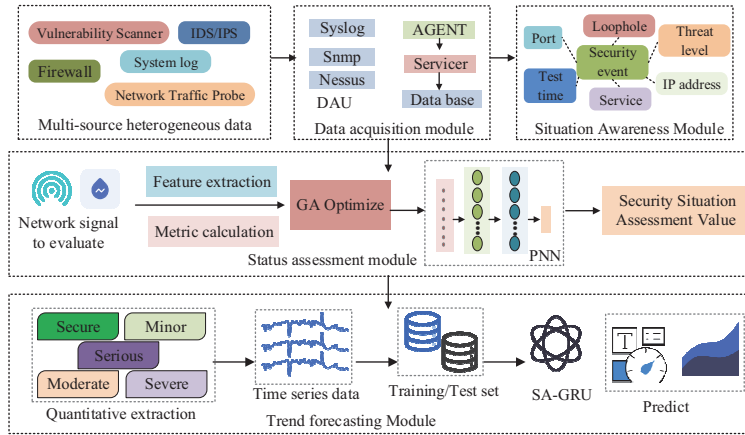 Vulnerability Scanner
IDS/IPS
Firewall
System log
Network Traffic Probe
Multi-source heterogeneous data
Syslog
Snmp
Nessus
DAU
AGENT
Servicer
Data base
Data acquisition module
Port
Loophole
Threat
level
Security
event
Test
time
IP address
Service
Situation Awareness Module
Network signal
to evaluate
Feature extraction
Metric calculation
GA Optimize
PNN
Security Situation
Assessment Value
Status assessment module
Secure
Minor
Serious
Moderate
Severe
Quantitative extraction
Time series data
Training/Test set
SA-GRU
T
Predict
Trend forecasting Module